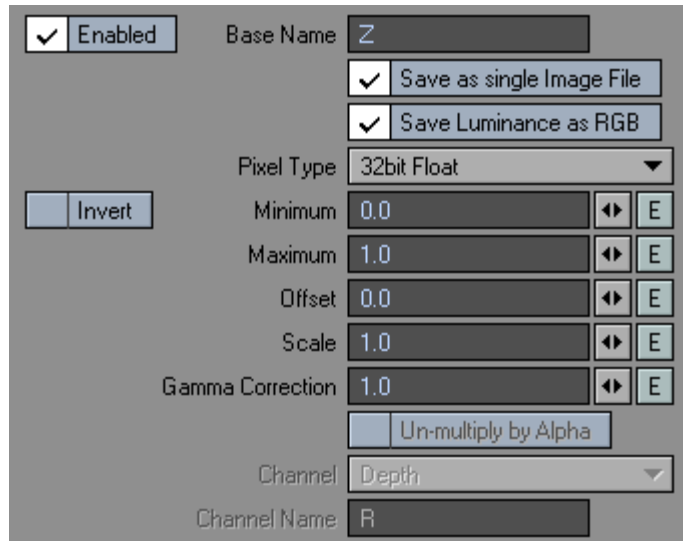 Enabled Base Name Z
Save as single Image File
Save Luminance as RGB
Pixel Type 32bit Float
Invert Minimum 0.0 E
Maximum 1.0 E
Offset 0.0 E
Scale 1.0 E
Gamma Correction 1.0 E
Un-multiply by Alpha
Channel Depth
Channel Name R